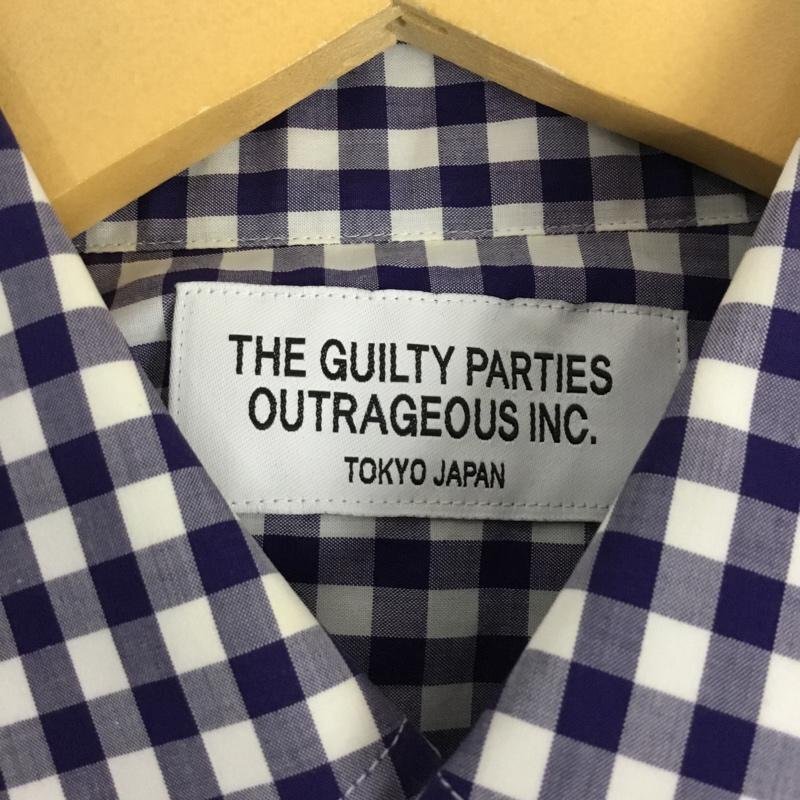 THE GUILTY PARTIES
OUTRAGEOUS INC.
TOKYO JAPAN